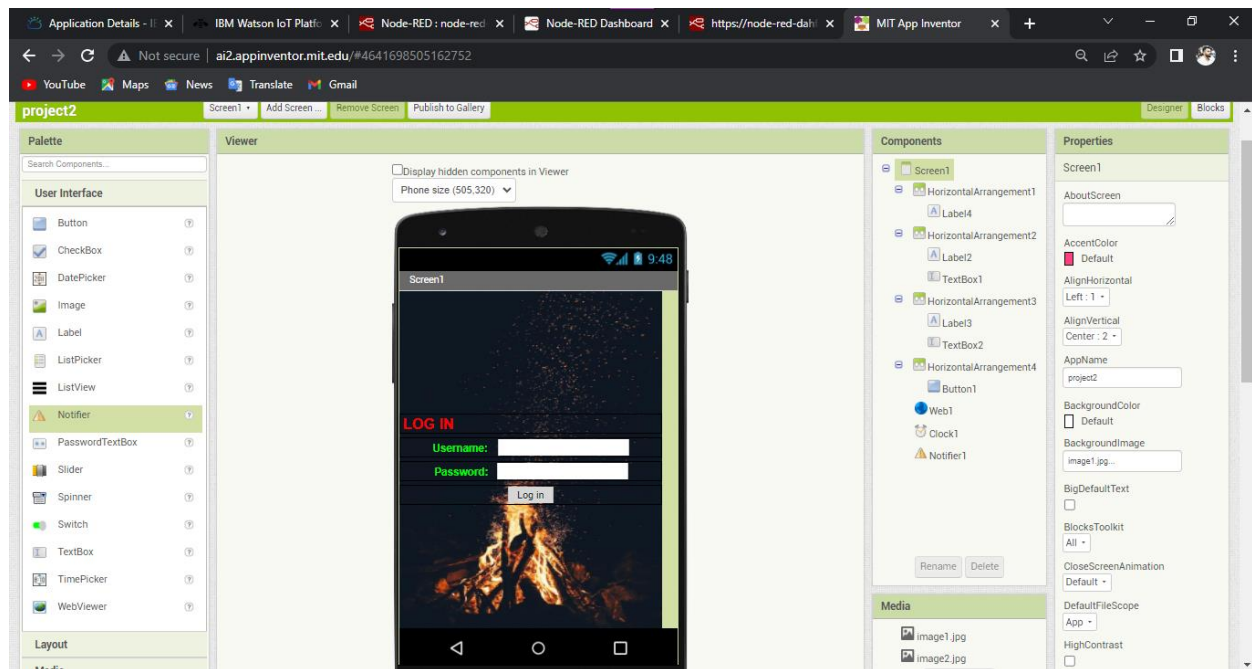 Application Details - IE
IBM Watson IoT Platfo
Node-RED : node-red
Node-RED Dashboard
https://node-red-dahl
MIT App Inventor
Not secure | ai2.appinventor.mit.edu/#4641698505162752
YouTube Maps News Translate Gmail
project2
Screen1 Add Screen ... Remove Screen Publish to Gallery
Designer Blocks
Palette
Search Components...
User Interface
Button
CheckBox
DatePicker
Image
Label
ListPicker
ListView
Notifier
PasswordTextBox
Slider
Spinner
Switch
TextBox
TimePicker
WebViewer
Layout
Viewer
Display hidden components in Viewer
Phone size (505,320)
9:48
Screen1
LOG IN
Username:
Password:
Log in
Components
Screen1
HorizontalArrangement1
Label4
HorizontalArrangement2
Label2
TextBox1
HorizontalArrangement3
Label3
TextBox2
HorizontalArrangement4
Button1
Web1
Clock1
Notifier1
Rename Delete
Media
image1.jpg
image2.jpg
Properties
Screen1
AboutScreen
AccentColor
Default
AlignHorizontal
Left : 1
AlignVertical
Center : 2
AppName
project2
BackgroundColor
Default
BackgroundImage
image1.jpg...
BigDefaultText
BlocksToolkit
All
CloseScreenAnimation
Default
DefaultFileScope
App
HighContrast